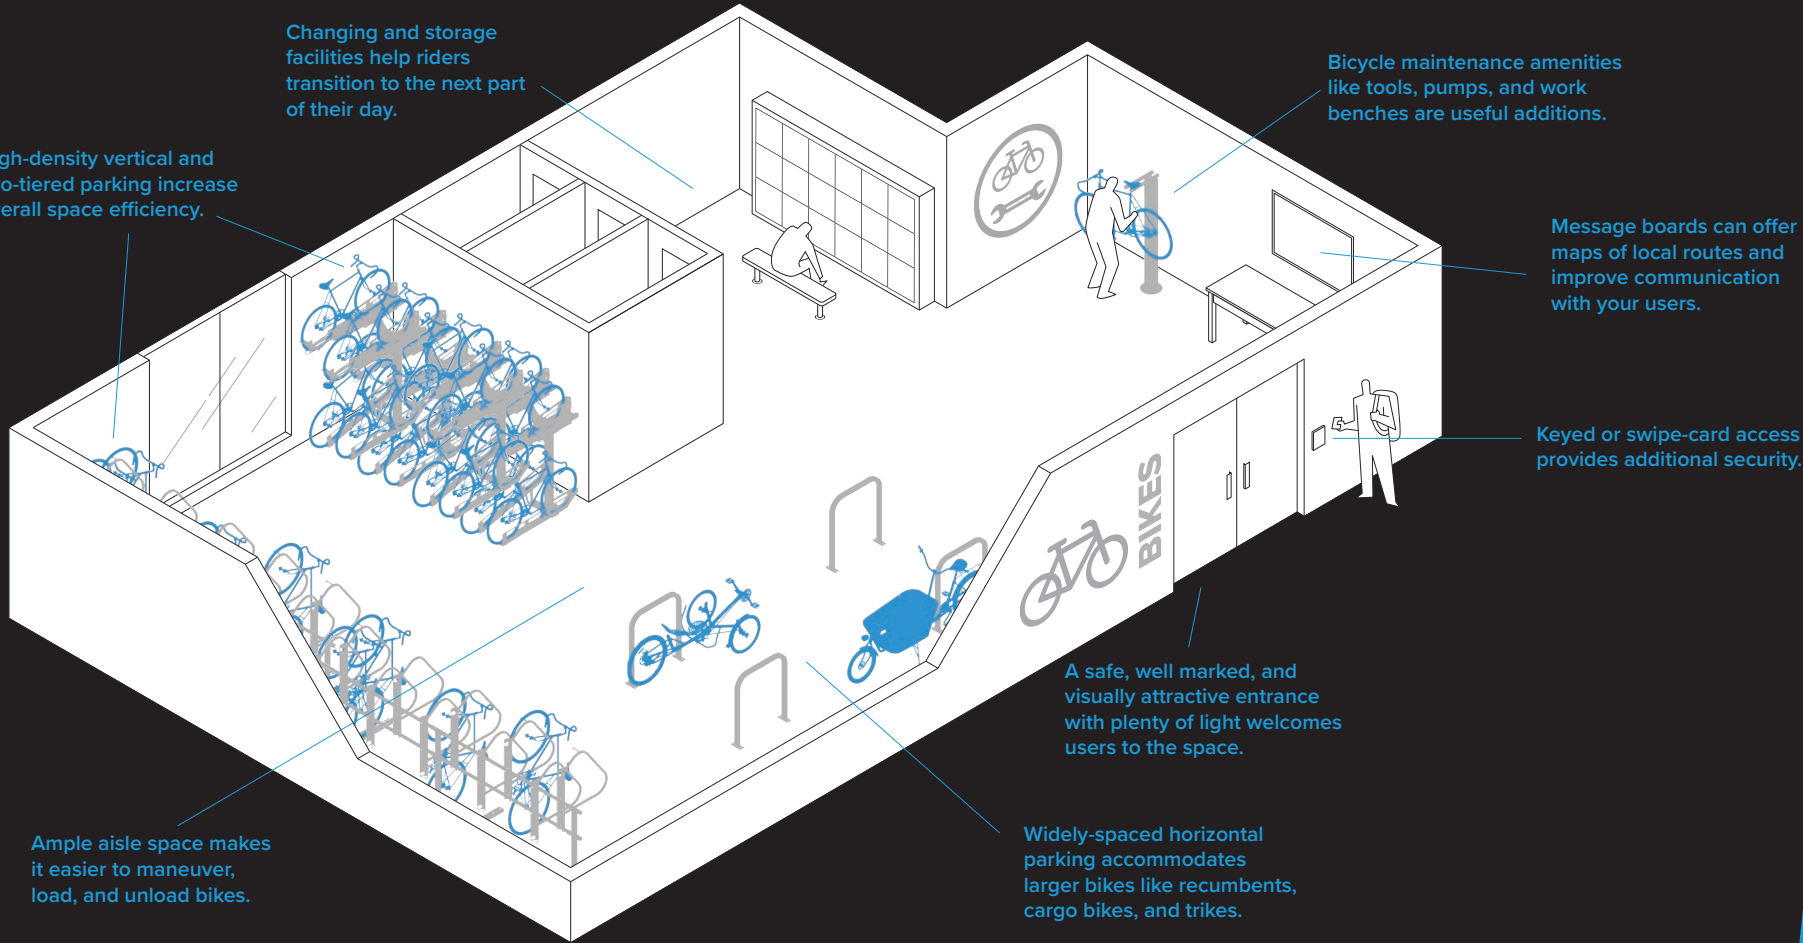 Changing and storage
facilities help riders
transition to the next part
of their day.
Bicycle maintenance amenities
like tools, pumps, and work
benches are useful additions.
vertical and
parking increase
space efficiency.
Message boards can offer
maps of local routes and
improve communication
with your users.
Keyed or swipe-card access
provides additional security.
BIKES
A safe, well marked, and
visually attractive entrance
with plenty of light welcomes
users to the space.
Ample aisle space makes
it easier to maneuver,
load, and unload bikes.
Widely-spaced horizontal
parking accommodates
larger bikes like recumbents,
cargo bikes, and trikes.